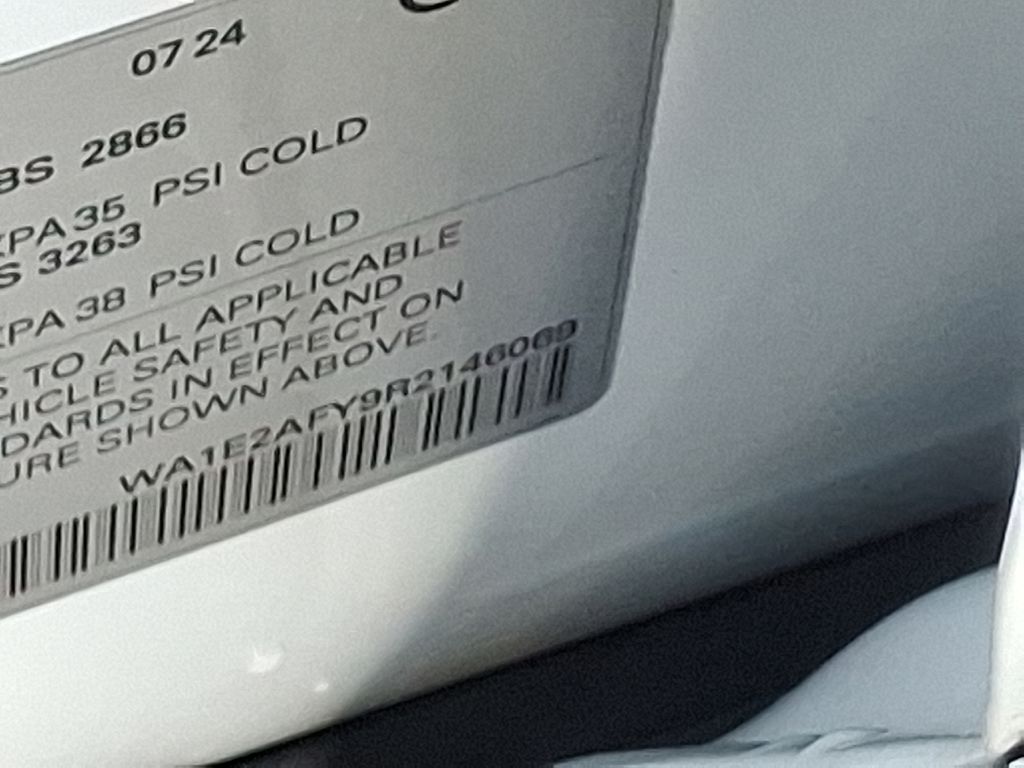 07 24
BS 2866
KPA 35 PSI COLD
S 3263
KPA 38 PSI COLD
S TO ALL APPLICABLE
HICLE SAFETY AND
DARDS IN EFFECT ON
URE SHOWN ABOVE.
WA1E2AFY9R2146069